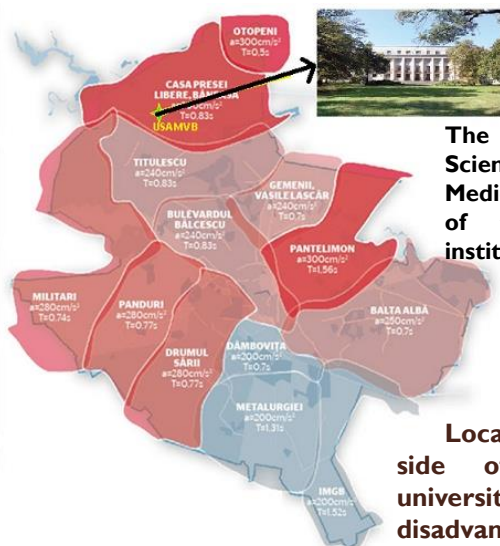 OTOPENI
a=300cm/s²
T=0.5s
CASA PRESEI
LIBERE, BĂNEASA
T=0.83s
USAMVB
TITULESCU
a=240cm/s²
T=0.83s
GEMENII,
VASILE LASCĂR
a=240cm/s²
T=0.7s
BULEVARDUL
BĂLCESCU
a=240cm/s²
T=0.83s
PANTELIMON
a=300cm/s²
T=1.56s
MILITARI
a=280cm/s²
T=0.74s
PANDURI
a=280cm/s²
T=0.77s
BALTA ALBĂ
a=250cm/s²
T=0.7s
DRUMUL
SĂRII
a=280cm/s²
T=0.77s
DÂMBOVIȚA
a=200cm/s²
T=0.7s
METALURGIEI
a=200cm/s²
T=1.31s
IMGB
a=200cm/s²
T=1.52s
The
Scien
Medi
of
instit
Loca
side of
universit
disadvan